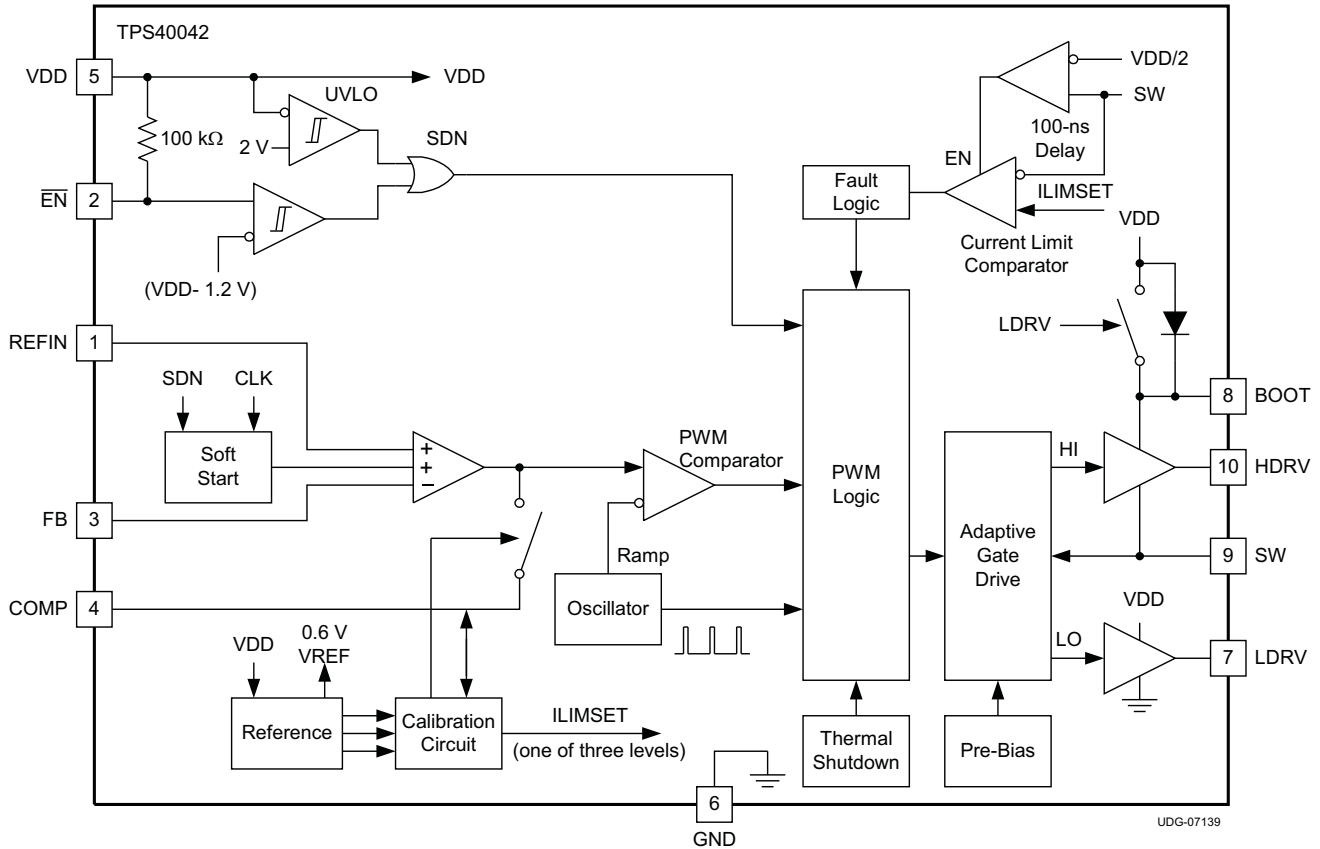 TPS40042
VDD
5
VDD
UVLO
100 kΩ
2 V
SDN
EN
2
(VDD- 1.2 V)
VDD/2
SW
100-ns
Delay
EN
Fault
Logic
ILIMSET
VDD
Current Limit
Comparator
LDRV
REFIN
1
SDN
CLK
Soft
Start
+
+
–
FB
3
PWM
Comparator
PWM
Logic
8
BOOT
HI
10
HDRV
Adaptive
Gate
Drive
9
SW
Ramp
Oscillator
COMP
4
VDD
LO
7
LDRV
VDD
0.6 V
VREF
Reference
Calibration
Circuit
ILIMSET
(one of three levels)
Thermal
Shutdown
Pre-Bias
6
GND
UDG-07139